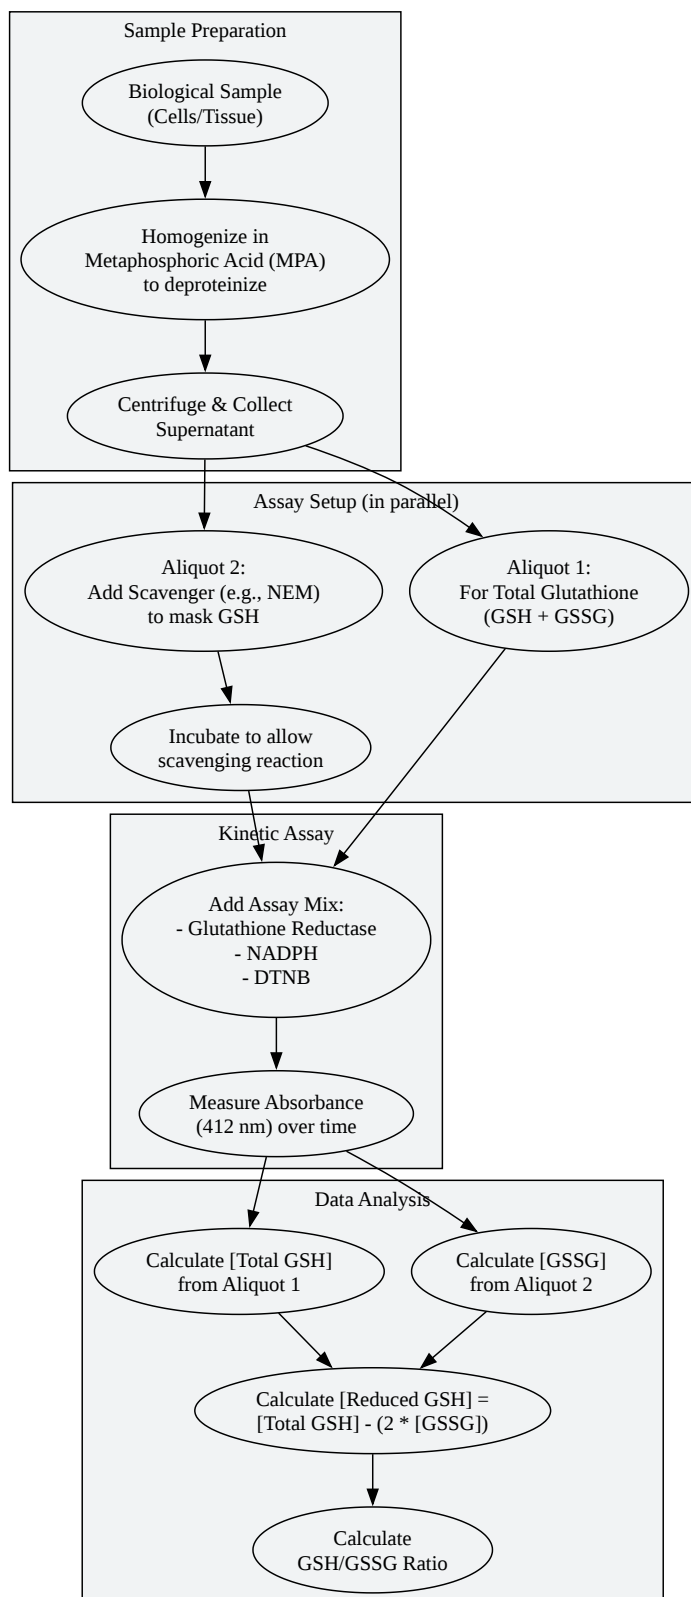 Sample Preparation
Biological Sample
(Cells/Tissue)
Homogenize in
Metaphosphoric Acid (MPA)
to deproteinize
Centrifuge & Collect
Supernatant
Assay Setup (in parallel)
Aliquot 2:
Add Scavenger (e.g., NEM)
to mask GSH
Aliquot 1:
For Total Glutathione
(GSH + GSSG)
Incubate to allow
scavenging reaction
Kinetic Assay
Add Assay Mix:
- Glutathione Reductase
- NADPH
- DTNB
Measure Absorbance
(412 nm) over time
Data Analysis
Calculate [Total GSH]
from Aliquot 1
Calculate [GSSG]
from Aliquot 2
Calculate [Reduced GSH] =
[Total GSH] - (2 * [GSSG])
Calculate
GSH/GSSG Ratio